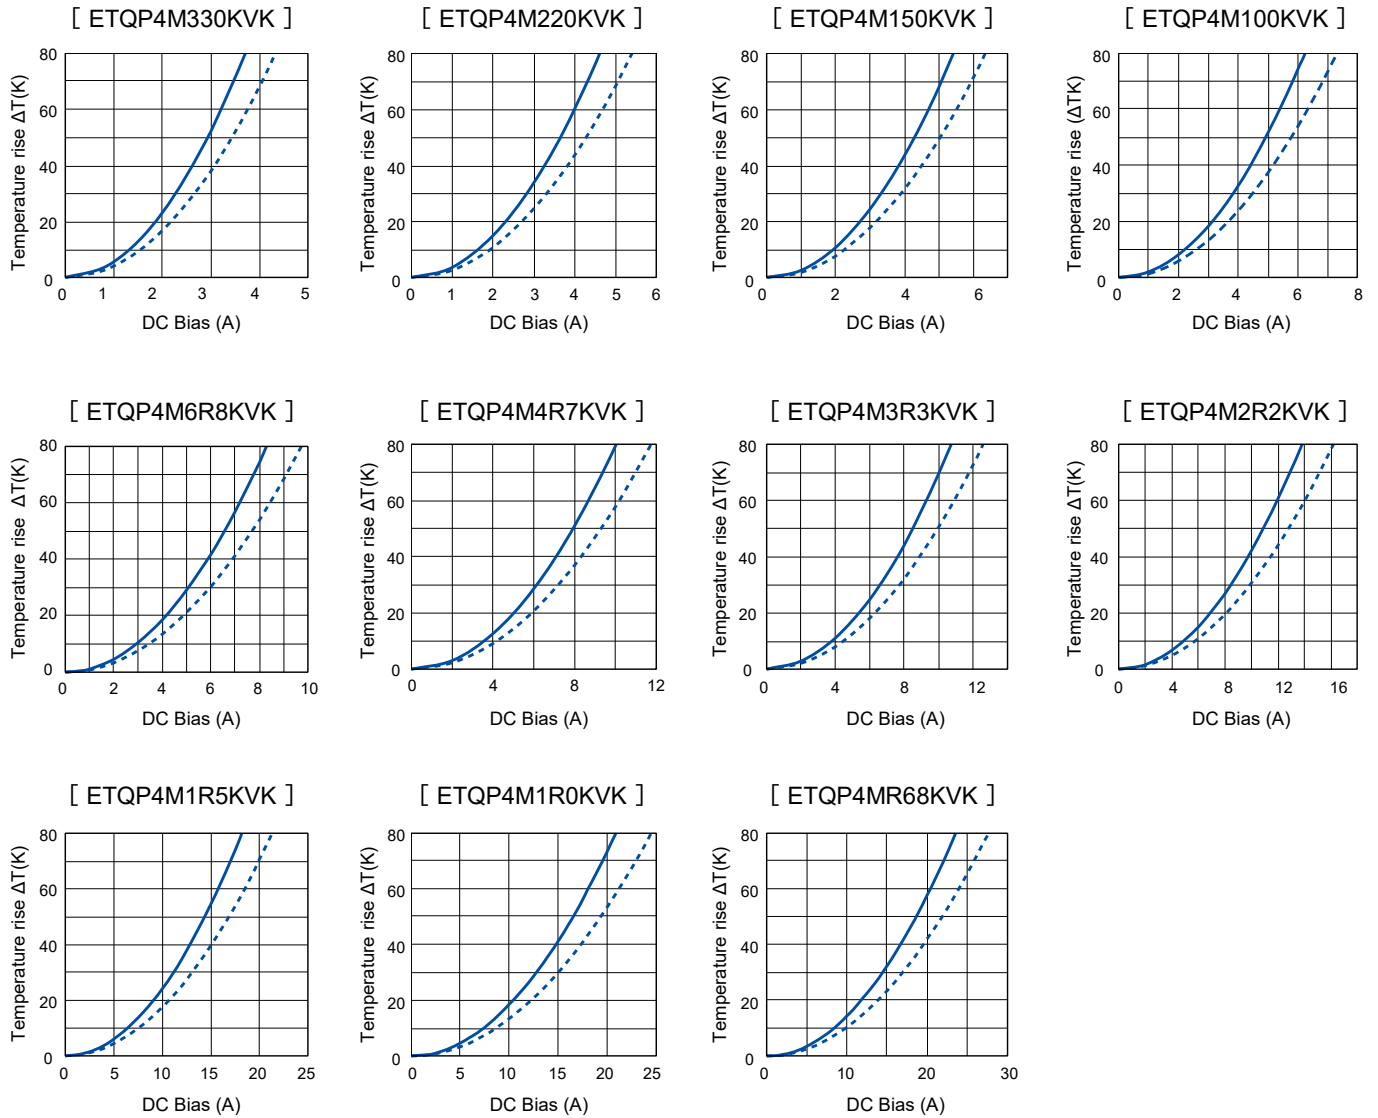 [ ETQP4M330KVK ]
Temperature rise ΔT(K)
80
60
40
20
0
0 1 2 3 4 5
DC Bias (A)
[ ETQP4M220KVK ]
Temperature rise ΔT(K)
80
60
40
20
0
0 1 2 3 4 5 6
DC Bias (A)
[ ETQP4M150KVK ]
Temperature rise ΔT(K)
80
60
40
20
0
0 2 4 6
DC Bias (A)
[ ETQP4M100KVK ]
Temperature rise (ΔTK)
80
60
40
20
0
0 2 4 6 8
DC Bias (A)
[ ETQP4M6R8KVK ]
Temperature rise ΔT(K)
80
60
40
20
0
0 2 4 6 8 10
DC Bias (A)
[ ETQP4M4R7KVK ]
Temperature rise ΔT(K)
80
60
40
20
0
0 4 8 12
DC Bias (A)
[ ETQP4M3R3KVK ]
Temperature rise ΔT(K)
80
60
40
20
0
0 4 8 12
DC Bias (A)
[ ETQP4M2R2KVK ]
Temperature rise ΔT(K)
80
60
40
20
0
0 4 8 12 16
DC Bias (A)
[ ETQP4M1R5KVK ]
Temperature rise ΔT(K)
80
60
40
20
0
0 5 10 15 20 25
DC Bias (A)
[ ETQP4M1R0KVK ]
Temperature rise ΔT(K)
80
60
40
20
0
0 5 10 15 20 25
DC Bias (A)
[ ETQP4MR68KVK ]
Temperature rise ΔT(K)
80
60
40
20
0
0 10 20 30
DC Bias (A)